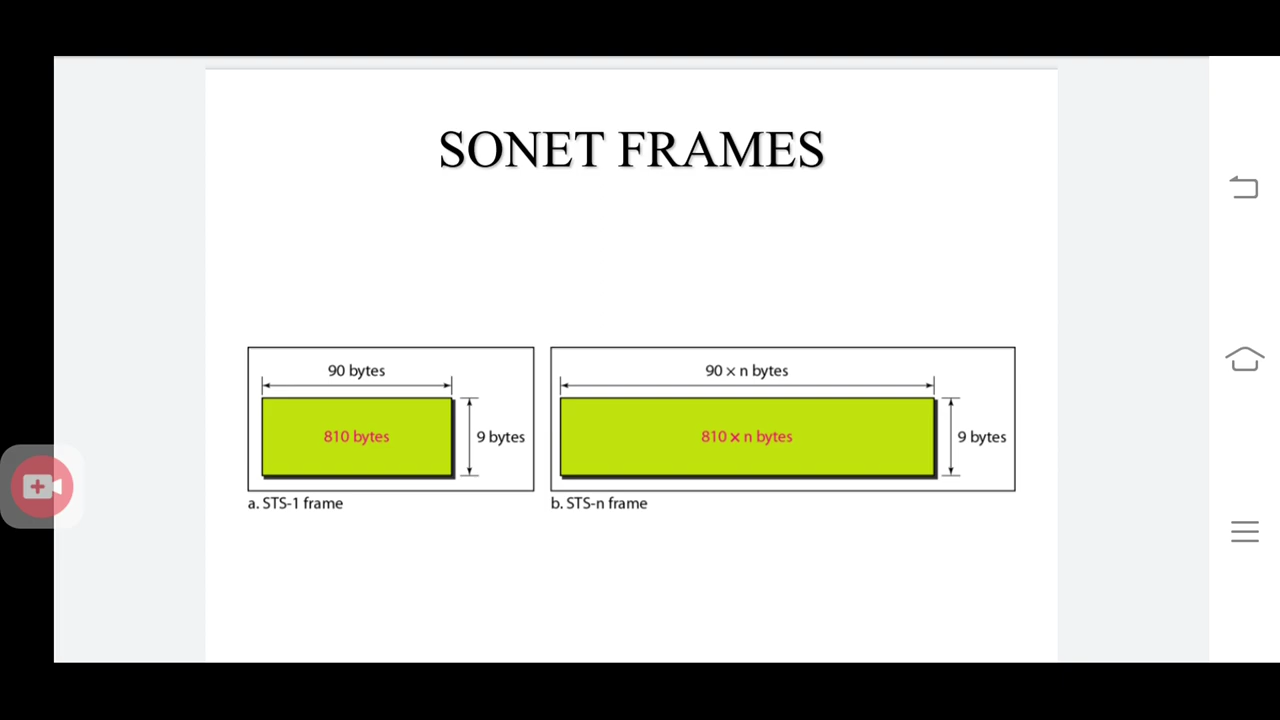 SONET FRAMES
90 bytes
810 bytes
9 bytes
a. STS-1 frame
90 × n bytes
810 × n bytes
9 bytes
b. STS-n frame